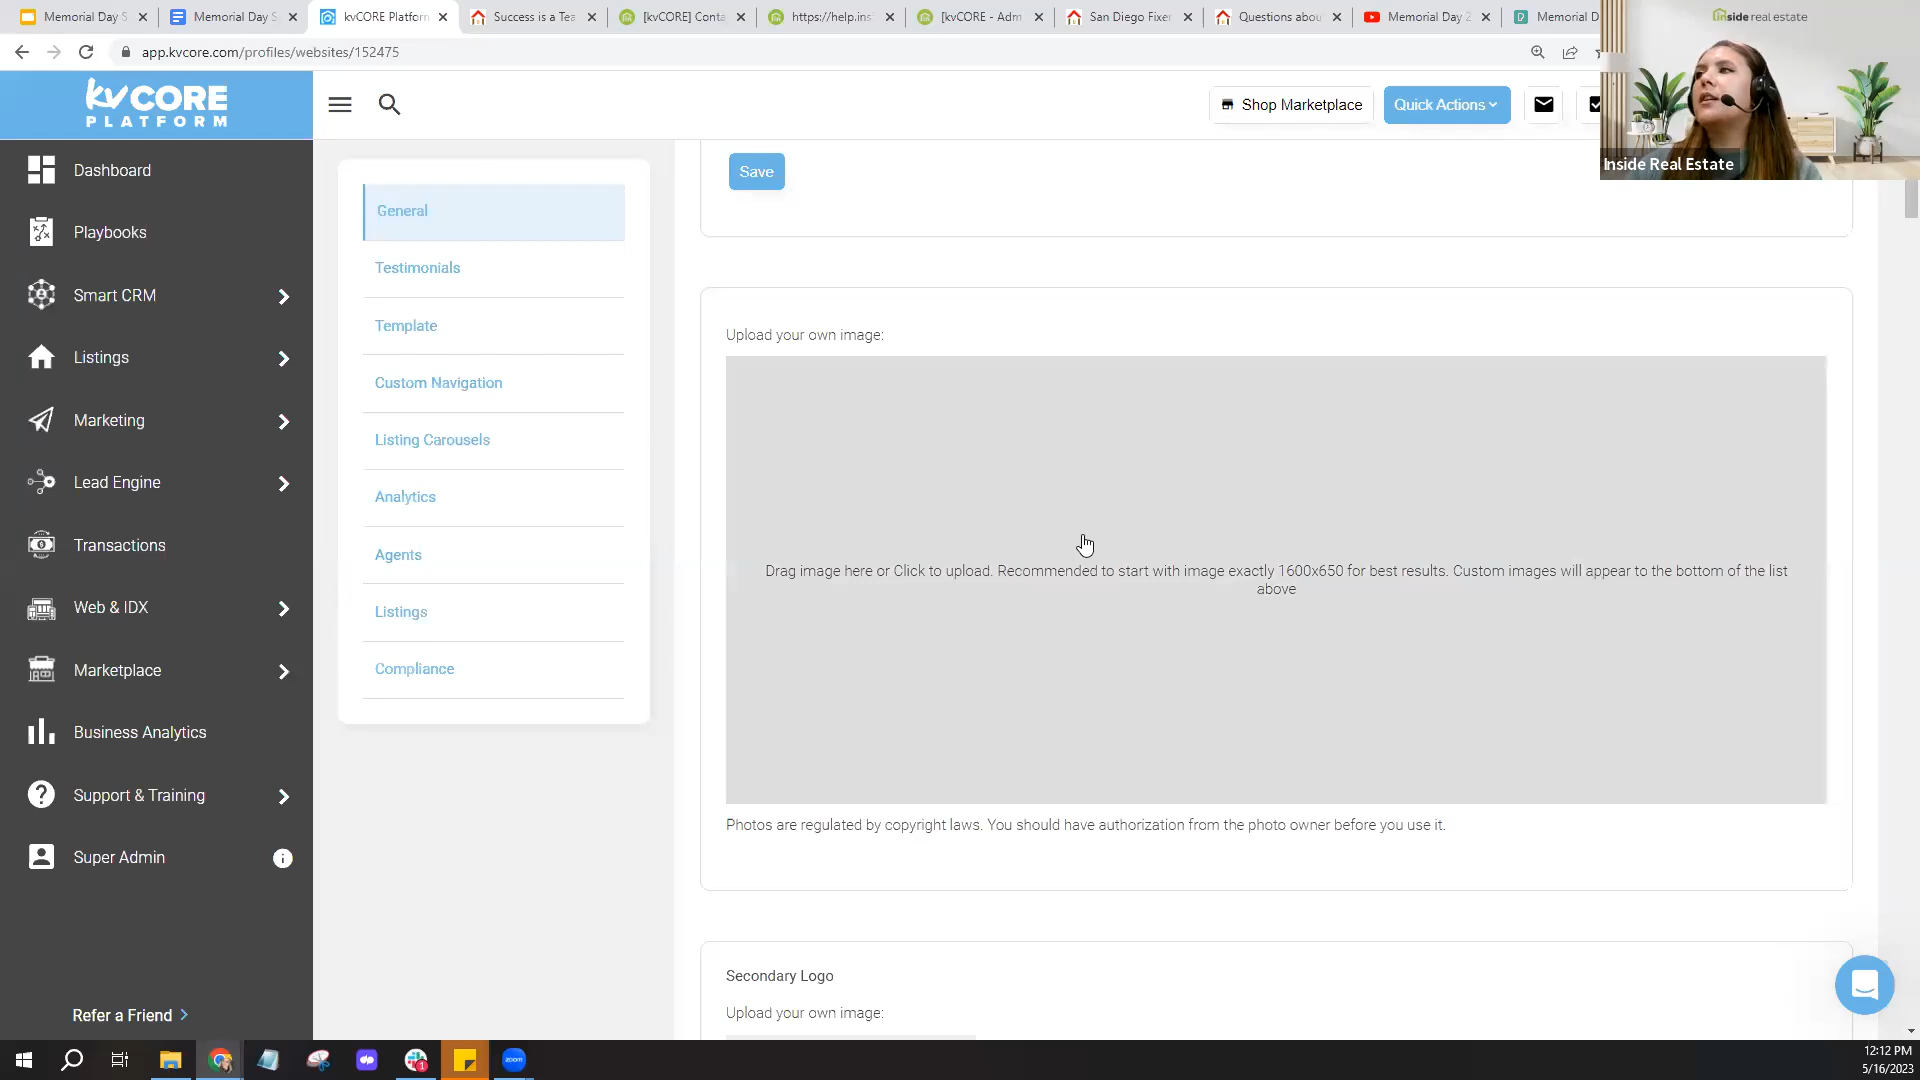 Memorial Day S
Memorial Day S
kvCORE Platforn
Success is a Tea
[kvCORE] Conta
https://help.ins
[kvCORE - Adm
San Diego Fixer
Questions abou
Memorial Day 2
Memorial D
app.kvcore.com/profiles/websites/152475
inside real estate
Inside Real Estate
kvCORE
PLATFORM
Shop Marketplace
Quick Actions
Dashboard
Playbooks
Smart CRM
Listings
Marketing
Lead Engine
Transactions
Web & IDX
Marketplace
Business Analytics
Support & Training
Super Admin
Refer a Friend
General
Testimonials
Template
Custom Navigation
Listing Carousels
Analytics
Agents
Listings
Compliance
Save
Upload your own image:
Drag image here or Click to upload. Recommended to start with image exactly 1600x650 for best results. Custom images will appear to the bottom of the list
above
Photos are regulated by copyright laws. You should have authorization from the photo owner before you use it.
Secondary Logo
Upload your own image:
zoom
1
12:12 PM
5/16/2023